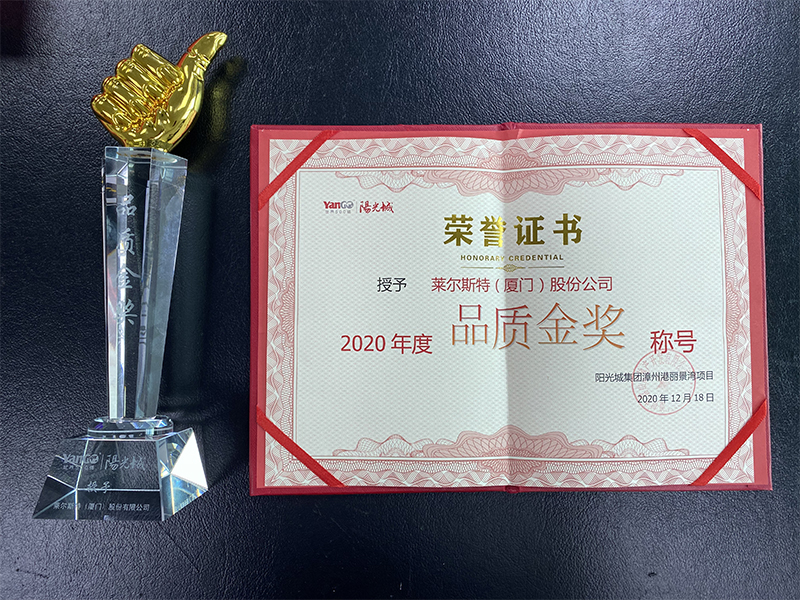 品质金奖
YanGO 陽光城
授予
莱尔斯特（厦门）股份有限公司
YanGO 陽光城
荣誉证书
HONORARY CREDENTIAL
授予 莱尔斯特（厦门）股份公司
2020 年度 品质金奖 称号
阳光城集团漳州港丽景湾项目
2020 年 12 月 18 日